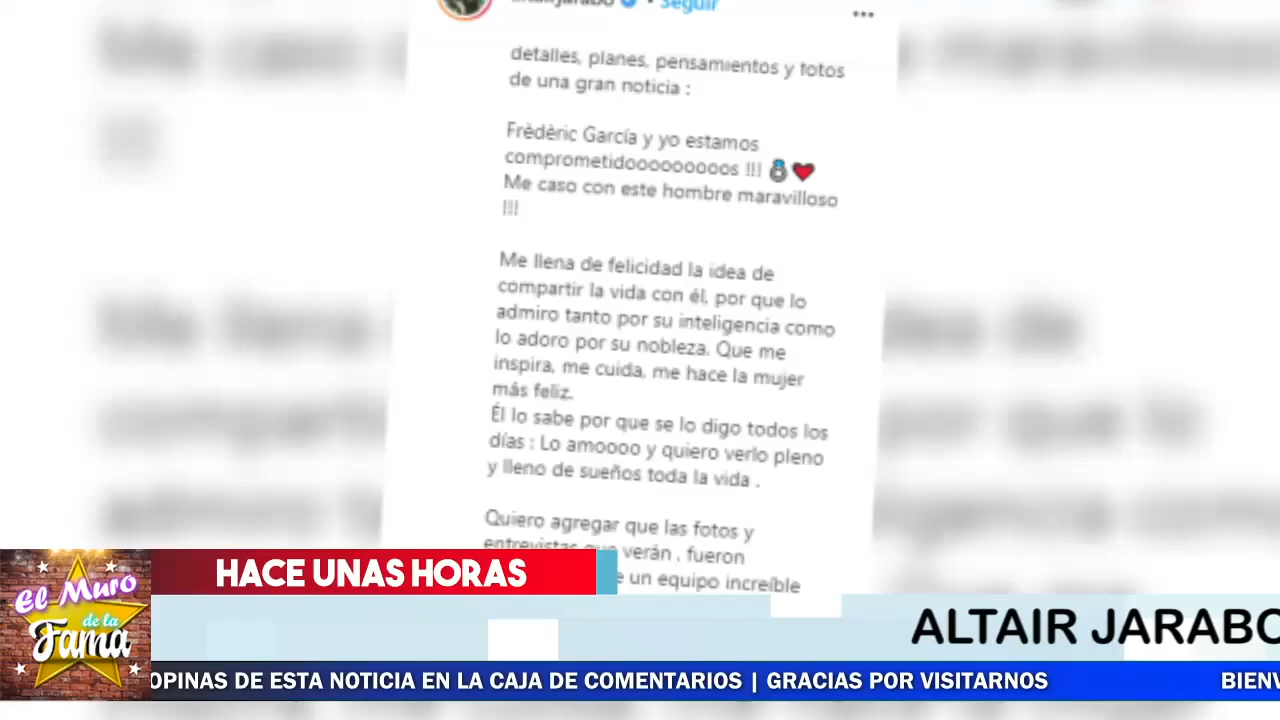 Seguir
detalles, planes, pensamientos y fotos
de una gran noticia :
Frèdèric García y yo estamos
comprometidooooooooos !!!
Me caso con este hombre maravilloso
!!!
Me llena de felicidad la idea de
compartir la vida con él, por que lo
admiro tanto por su inteligencia como
lo adoro por su nobleza. Que me
inspira, me cuida, me hace la mujer
más feliz.
Él lo sabe por que se lo digo todos los
días : Lo amoooo y quiero verlo pleno
y lleno de sueños toda la vida .
Quiero agregar que las fotos y
entrevistas que verán , fueron
un equipo increíble
HACE UNAS HORAS
El Muro
de la
Fama
ALTAIR JARABO
OPINAS DE ESTA NOTICIA EN LA CAJA DE COMENTARIOS | GRACIAS POR VISITARNOS
BIENV